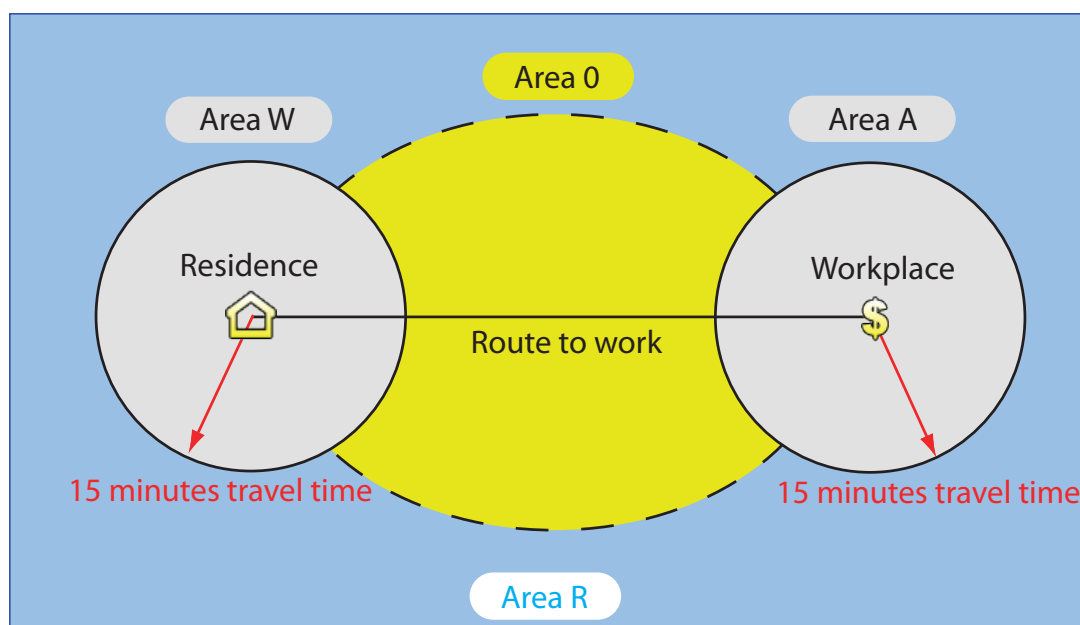 Area 0
Area W
Area A
Residence
Workplace
$
Route to work
15 minutes travel time
15 minutes travel time
Area R